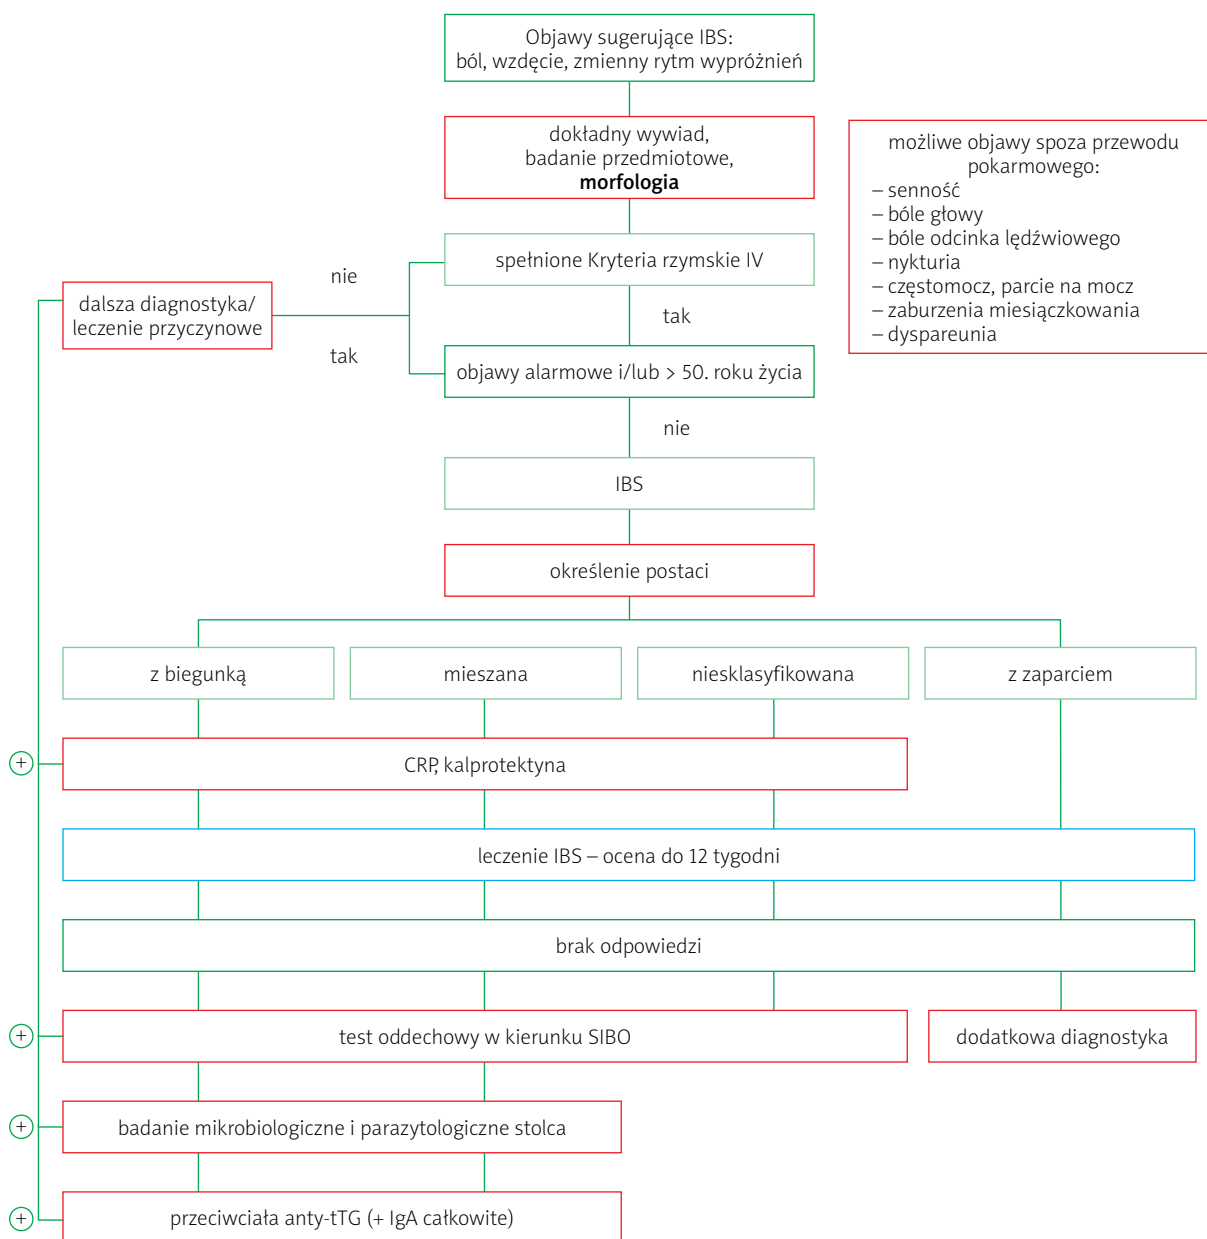 Objawy sugerujące IBS:
ból, wzdęcie, zmienny rytm wypróżnień
dokładny wywiad,
badanie przedmiotowe,
morfologia
możliwe objawy spoza przewodu
pokarmowego:
– senność
– bóle głowy
– bóle odcinka lędźwiowego
– nykturia
– częstomocz, parcie na mocz
– zaburzenia miesiączkowania
– dyspareunia
spełnione Kryteria rzymskie IV
nie
dalsza diagnostyka/
leczenie przyczynowe
tak
tak
objawy alarmowe i/lub > 50. roku życia
nie
IBS
określenie postaci
z biegunką
mieszana
niesklasyfikowana
z zaparciem
+
CRP, kalprotektyna
leczenie IBS – ocena do 12 tygodni
brak odpowiedzi
+
test oddechowy w kierunku SIBO
dodatkowa diagnostyka
+
badanie mikrobiologiczne i parazytologiczne stolca
+
przeciwciała anty-tTG (+ IgA całkowite)